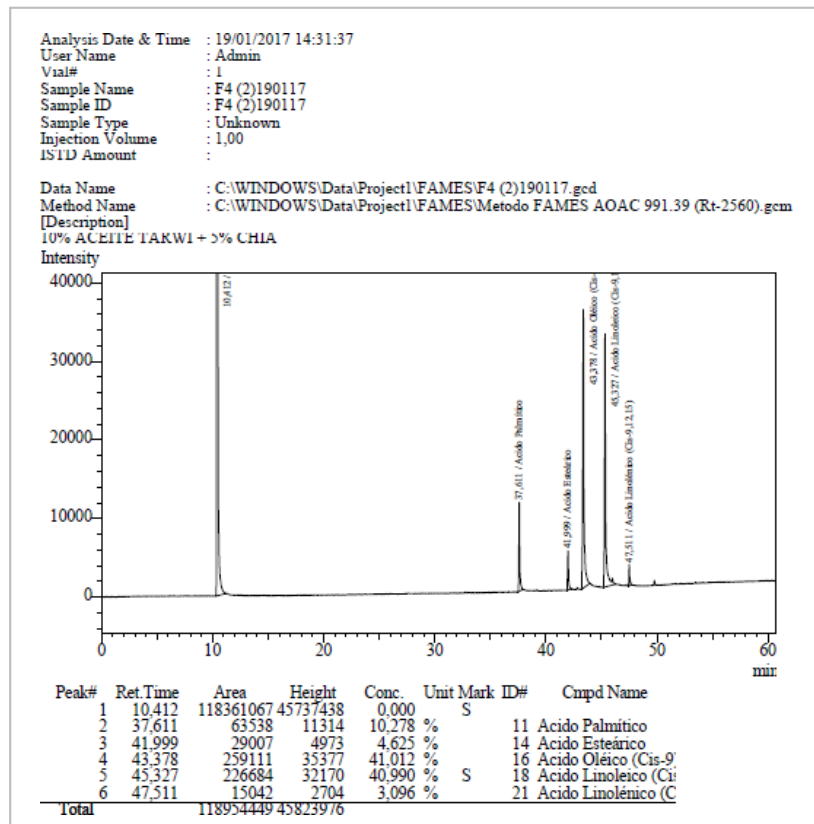 Analysis Date & Time : 19/01/2017 14:31:37
User Name : Admin
Vial# : 1
Sample Name : F4 (2)190117
Sample ID : F4 (2)190117
Sample Type : Unknown
Injection Volume : 1,00
ISTD Amount :
Data Name : C:\WINDOWS\Data\Project1\FAMES\F4 (2)190117.gcd
Method Name : C:\WINDOWS\Data\Project1\FAMES\Metodo FAMES AOAC 991.39 (Rt-2560).gcm
[Description]
10% ACEITE TARWI + 5% CHIA
Intensity
40000
30000
20000
10000
0
10,412 /
37,611 / Acido Palmítico
41,999 / Acido Esteárico
43,378 / Acido Oléico (Cis-
45,327 / Acido Linoleico (Cis-9,1
47,511 / Acido Linolénico (Cis-9,12,15)
0 10 20 30 40 50 60
min
Peak# Ret.Time Area Height Conc. Unit Mark ID# Cmpd Name
1 10,412 118361067 45737438 0,000 S
2 37,611 63538 11314 10,278 % 11 Acido Palmítico
3 41,999 29007 4973 4,625 % 14 Acido Esteárico
4 43,378 259111 35377 41,012 % 16 Acido Oléico (Cis-9
5 45,327 226684 32170 40,990 % S 18 Acido Linoleico (Cis
6 47,511 15042 2704 3,096 % 21 Acido Linolénico (C
Total 118954449 45823976